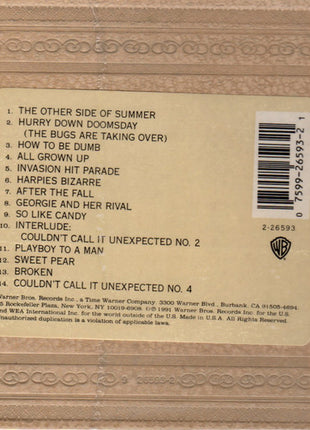 1. THE OTHER SIDE OF SUMMER
2. HURRY DOWN DOOMSDAY
(THE BUGS ARE TAKING OVER)
3. HOW TO BE DUMB
4. ALL GROWN UP
5. INVASION HIT PARADE
6. HARPIES BIZARRE
7. AFTER THE FALL
8. GEORGIE AND HER RIVAL
9. SO LIKE CANDY
10. INTERLUDE:
COULDN'T CALL IT UNEXPECTED NO. 2
11. PLAYBOY TO A MAN
12. SWEET PEAR
13. BROKEN
14. COULDN'T CALL IT UNEXPECTED NO. 4
0 7599-26593-2 1
2-26593
WB
Warner Bros. Records Inc., a Time Warner Company. 3300 Warner Blvd., Burbank, CA 91505-4694.
5 Rockefeller Plaza, New York, NY 10019-6908. ©℗ 1991 Warner Bros. Records Inc. for the U.S.
and WEA International Inc. for the world outside of the U.S. Made in U.S.A.
Unauthorized duplication is a violation of applicable laws.